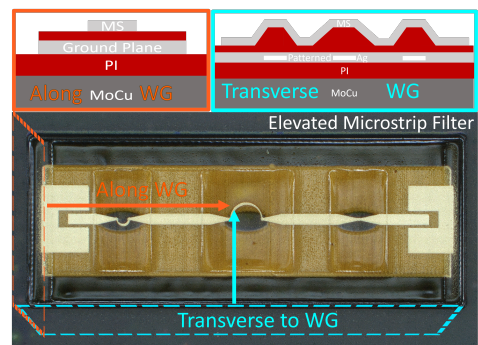 MS
Ground Plane
PI
Along MoCu WG
MS
Patterned Ag
PI
Transverse MoCu WG
Elevated Microstrip Filter
Along WG
Transverse to WG